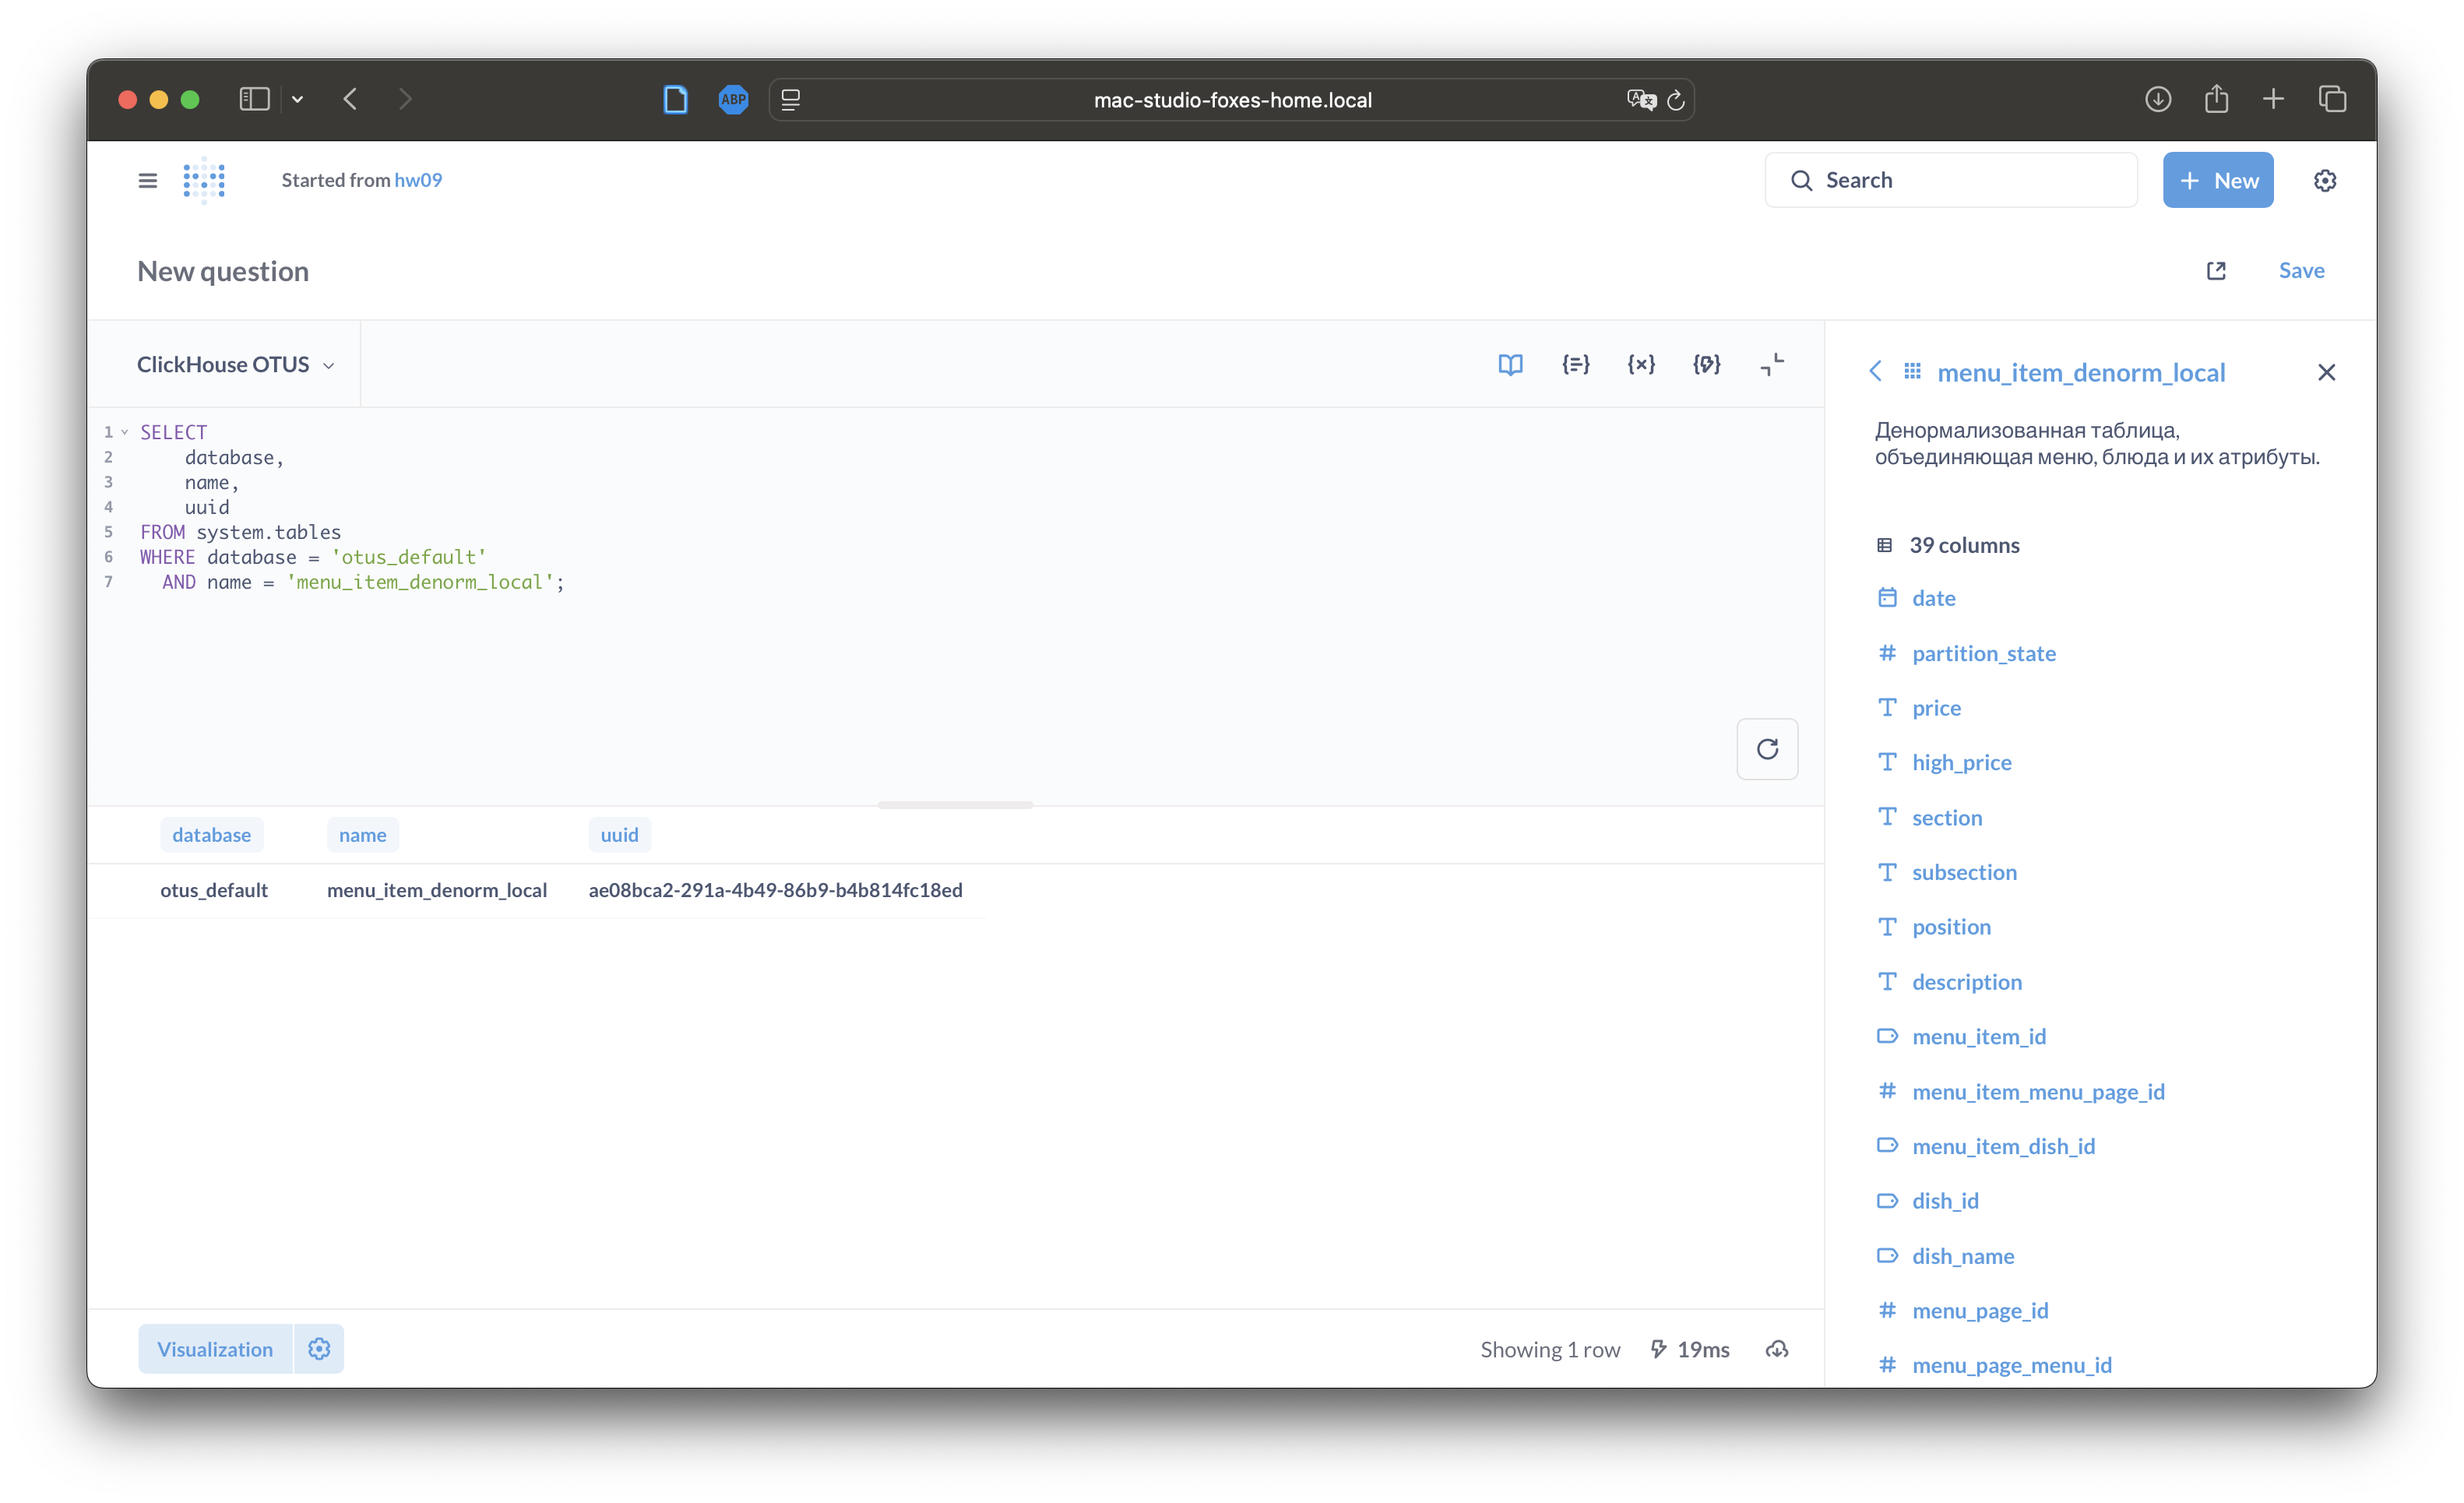 ABP
mac-studio-foxes-home.local
Started from hw09
Search
New
New question
Save
ClickHouse OTUS
1 SELECT
2 database,
3 name,
4 uuid
5 FROM system.tables
6 WHERE database = 'otus_default'
7 AND name = 'menu_item_denorm_local';
database name uuid
otus_default menu_item_denorm_local ae08bca2-291a-4b49-86b9-b4b814fc18ed
Visualization
Showing 1 row 19ms
menu_item_denorm_local
Денормализованная таблица,
объединяющая меню, блюда и их атрибуты.
39 columns
date
partition_state
price
high_price
section
subsection
position
description
menu_item_id
menu_item_menu_page_id
menu_item_dish_id
dish_id
dish_name
menu_page_id
menu_page_menu_id